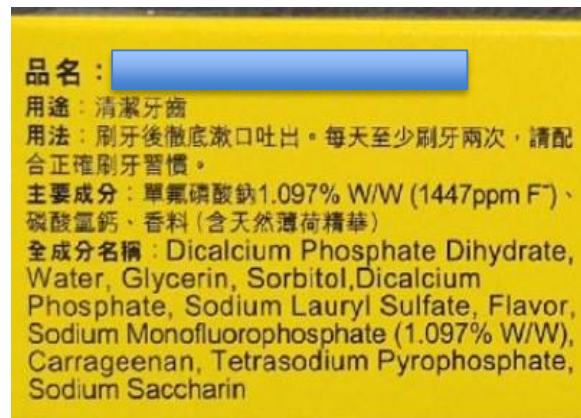 品名：
用途：清潔牙齒
用法：刷牙後徹底漱口吐出。每天至少刷牙兩次，請配
合正確刷牙習慣。
主要成分：單氟磷酸鈉1.097% W/W (1447ppm F⁻)、
磷酸氫鈣、香料(含天然薄荷精華)
全成分名稱：Dicalcium Phosphate Dihydrate,
Water, Glycerin, Sorbitol,Dicalcium
Phosphate, Sodium Lauryl Sulfate, Flavor,
Sodium Monofluorophosphate (1.097% W/W),
Carrageenan, Tetrasodium Pyrophosphate,
Sodium Saccharin